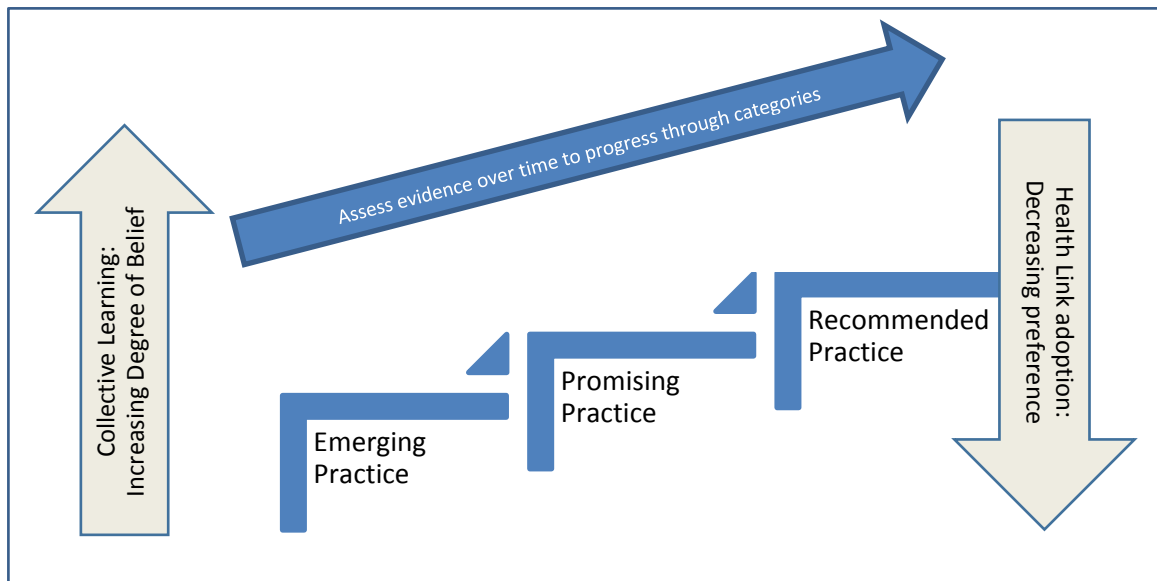 Assess evidence over time to progress through categories
Collective Learning:
Increasing Degree of Belief
Health Link adoption:
Decreasing preference
Recommended
Practice
Promising
Practice
Emerging
Practice